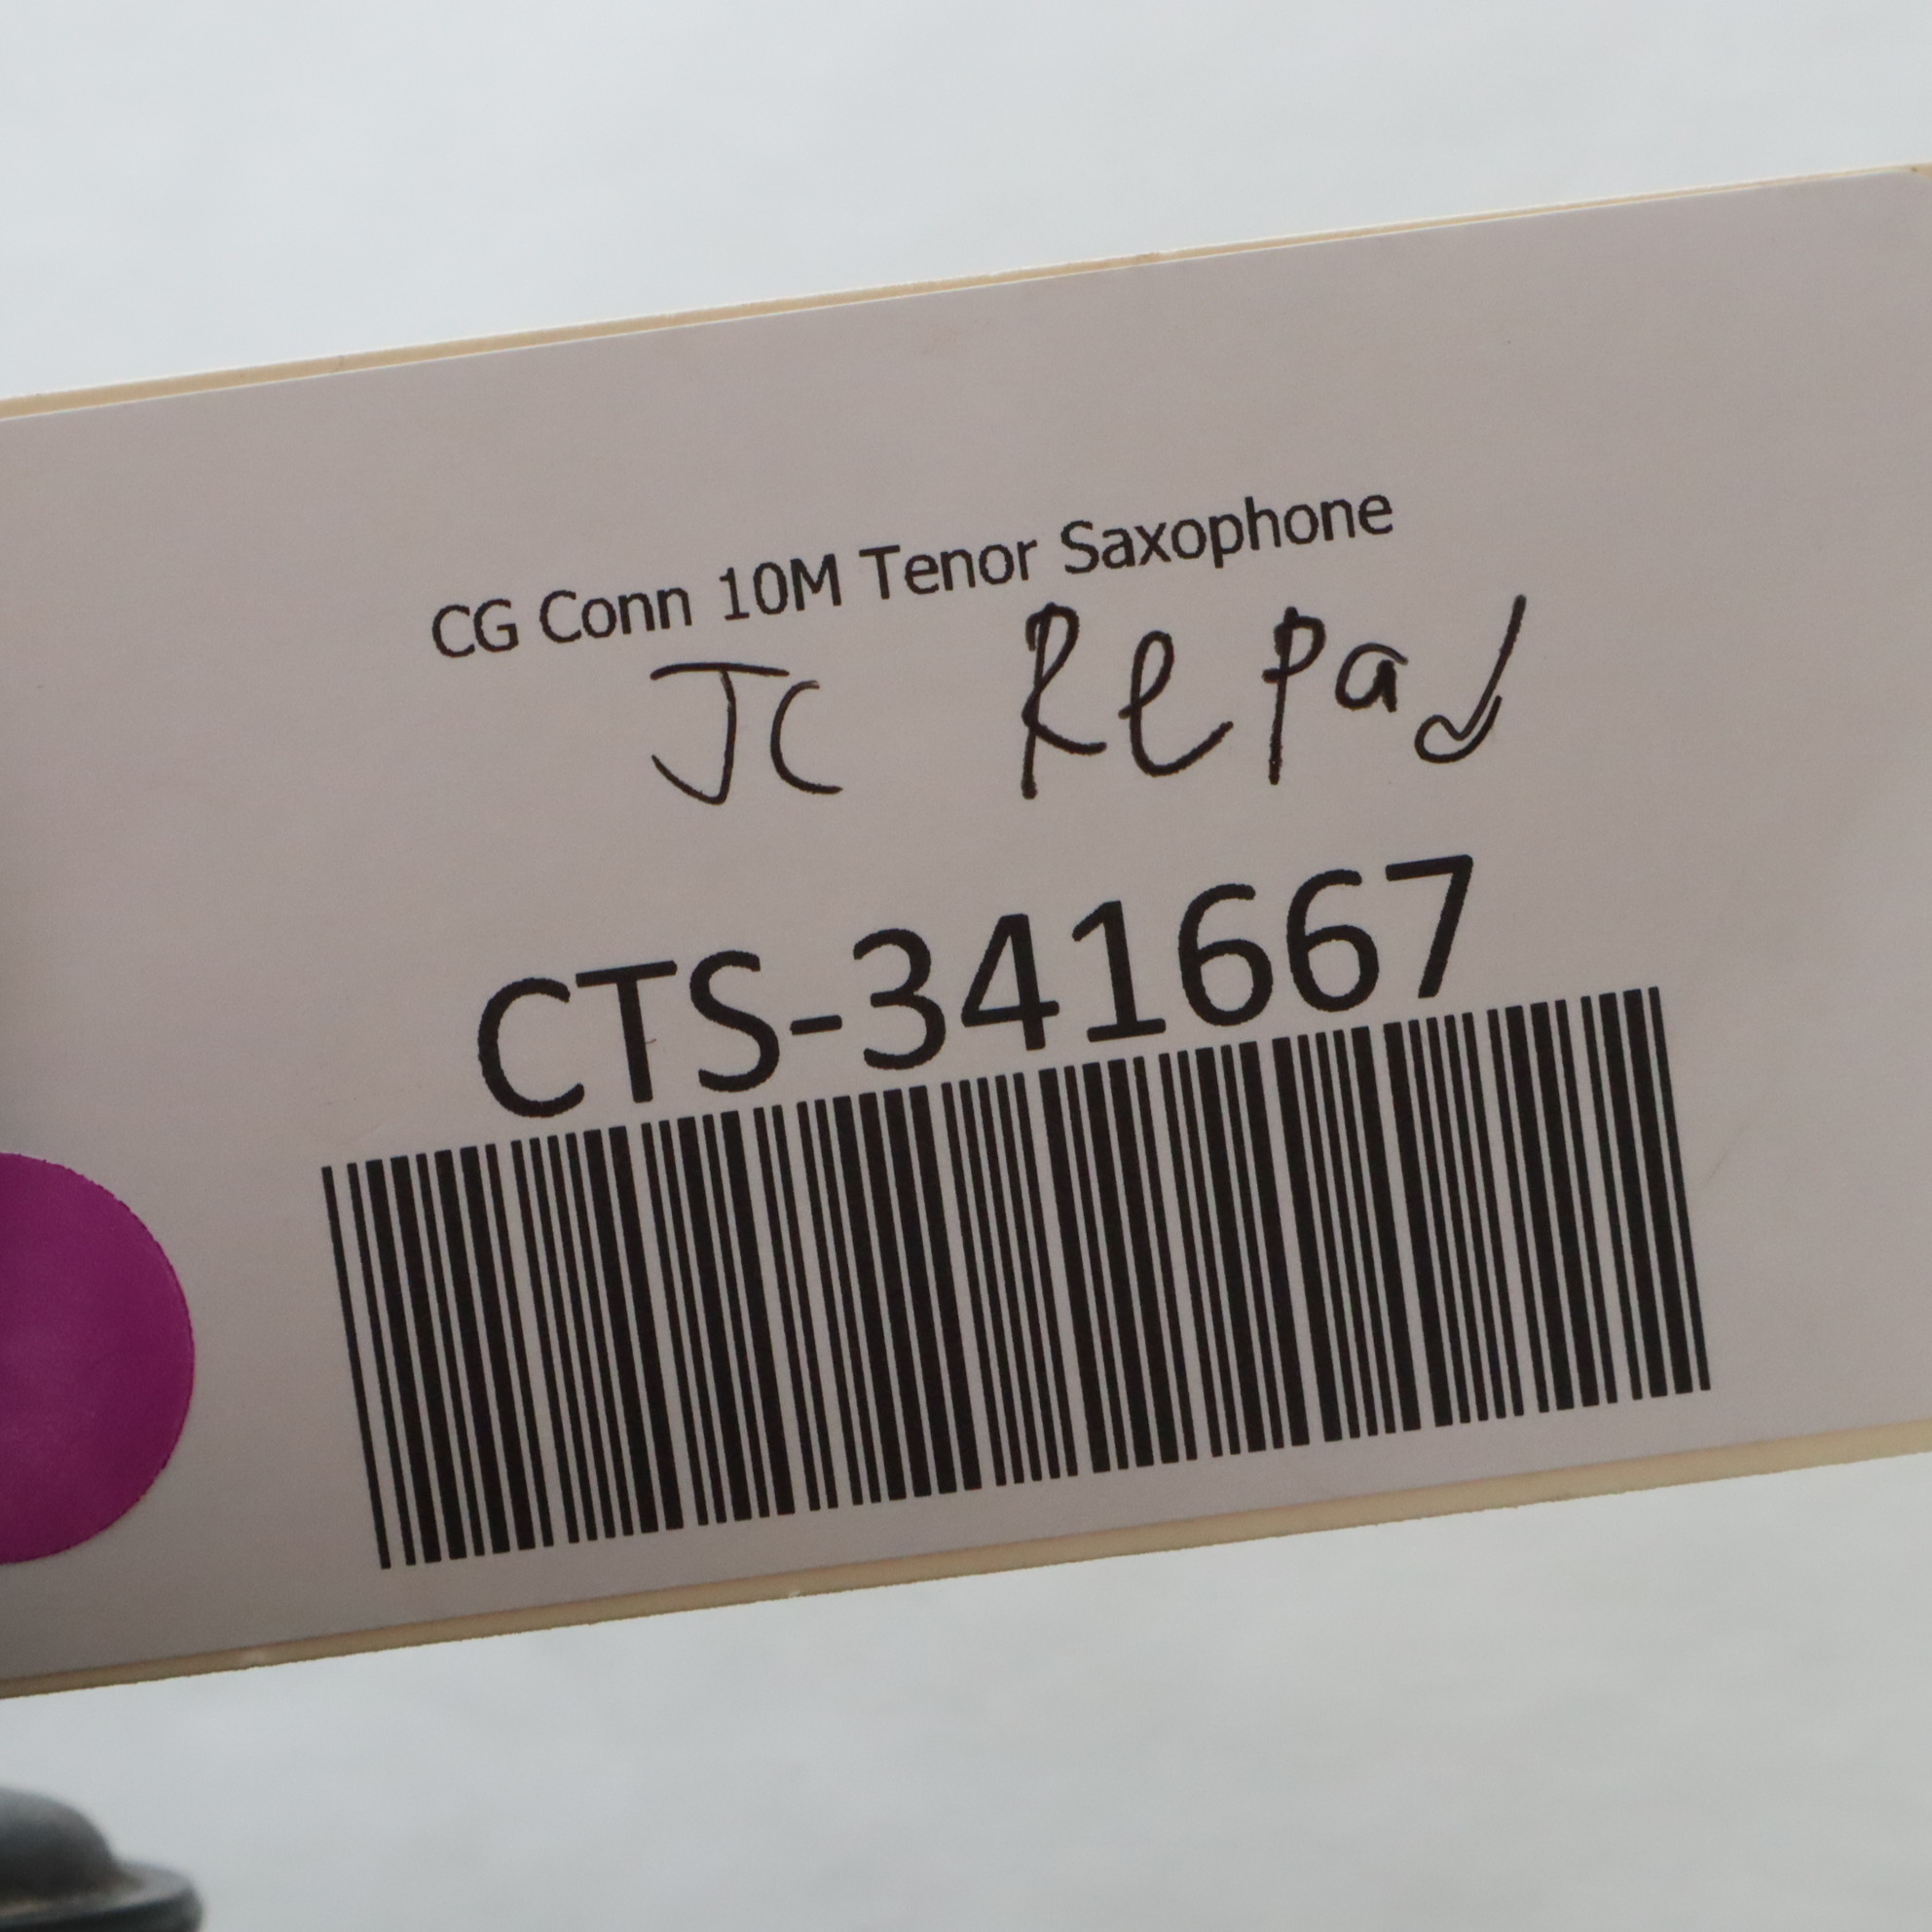 CG Conn 10M Tenor Saxophone
JC Repad
CTS-341667